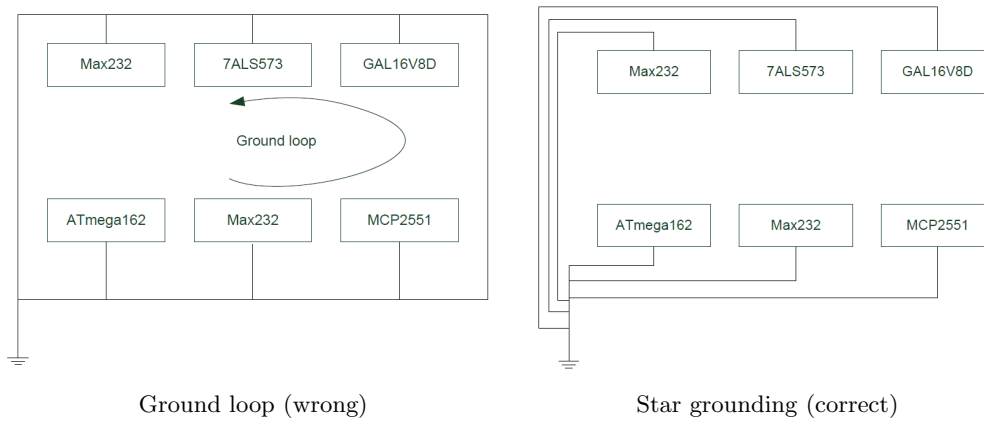 Max232
7ALS573
GAL16V8D
Ground loop
ATmega162
Max232
MCP2551
Ground loop (wrong)
Max232
7ALS573
GAL16V8D
ATmega162
Max232
MCP2551
Star grounding (correct)